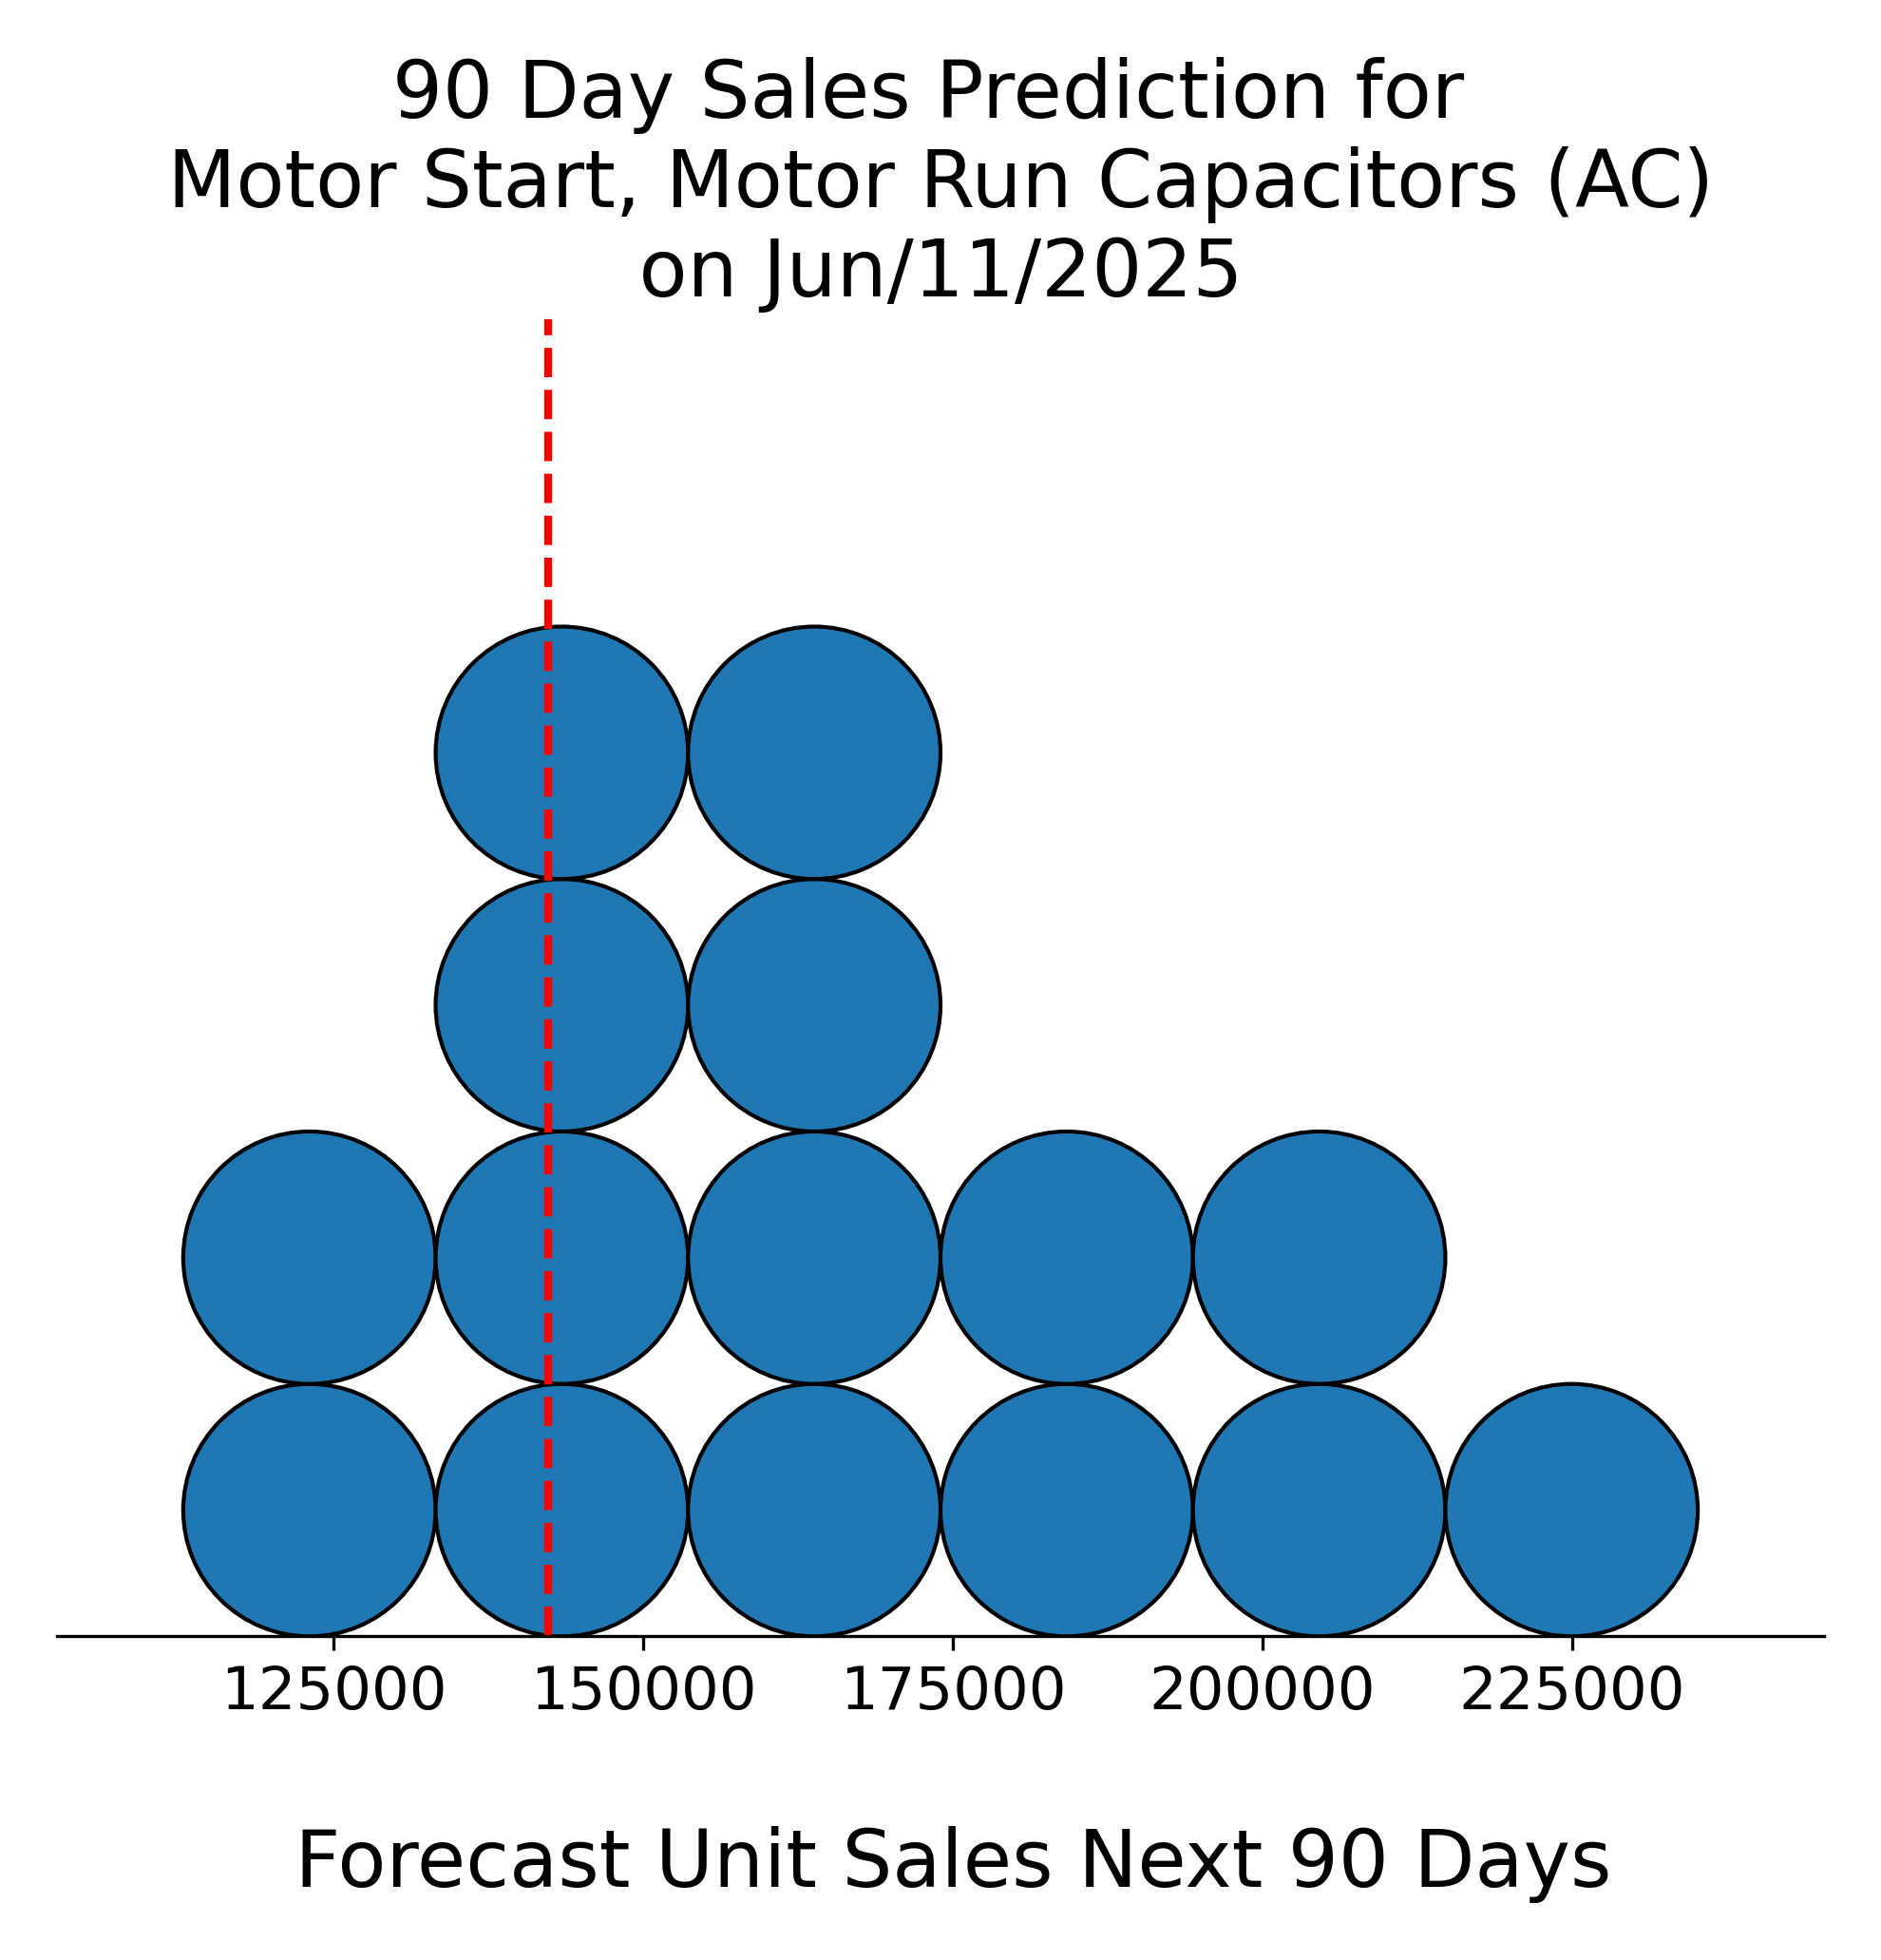 90 Day Sales Prediction for
Motor Start, Motor Run Capacitors (AC)
on Jun/11/2025
125000 150000 175000 200000 225000
Forecast Unit Sales Next 90 Days